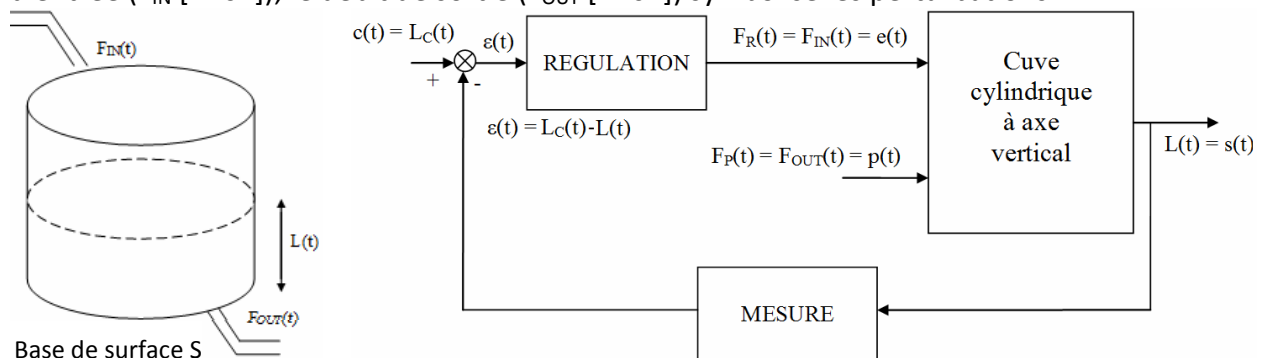 c(t) = L_C(t)
ε(t)
+
-
REGULATION
F_R(t) = F_IN(t) = e(t)
ε(t) = L_C(t)-L(t)
F_P(t) = F_OUT(t) = p(t)
Cuve
cylindrique
à axe
vertical
L(t) = s(t)
MESURE
F_IN(t)
L(t)
F_OUT(t)
Base de surface S